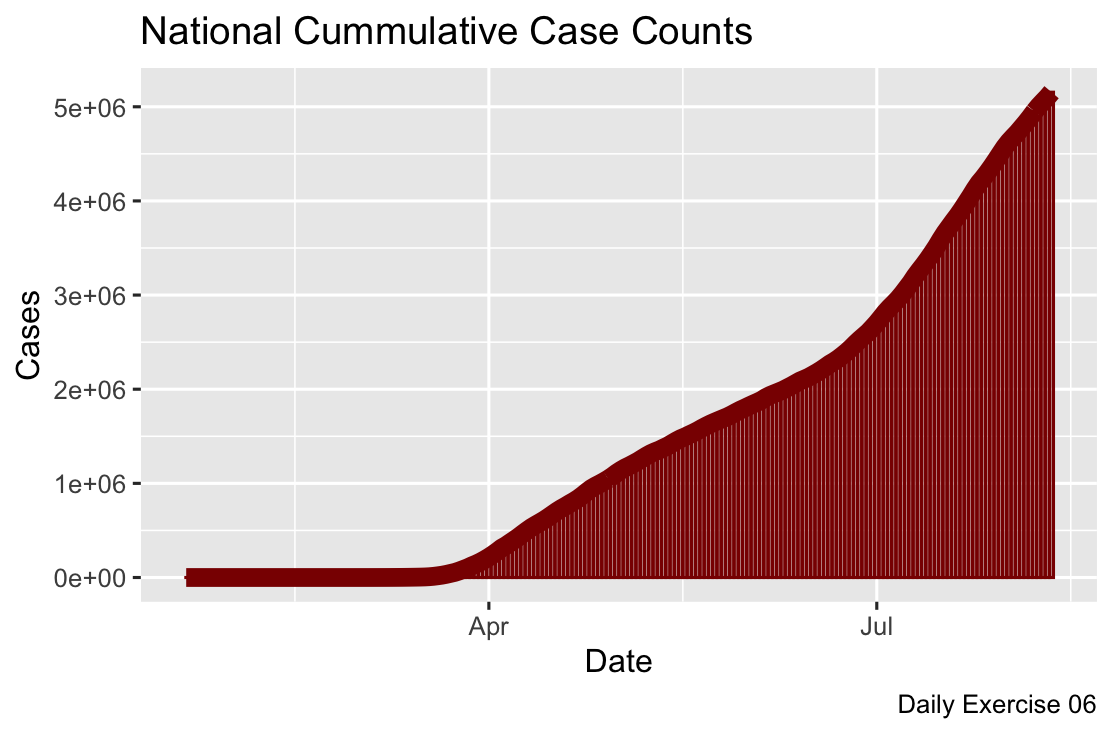 National Cummulative Case Counts
5e+06
4e+06
3e+06
2e+06
1e+06
0e+00
Cases
Apr
Jul
Date
Daily Exercise 06